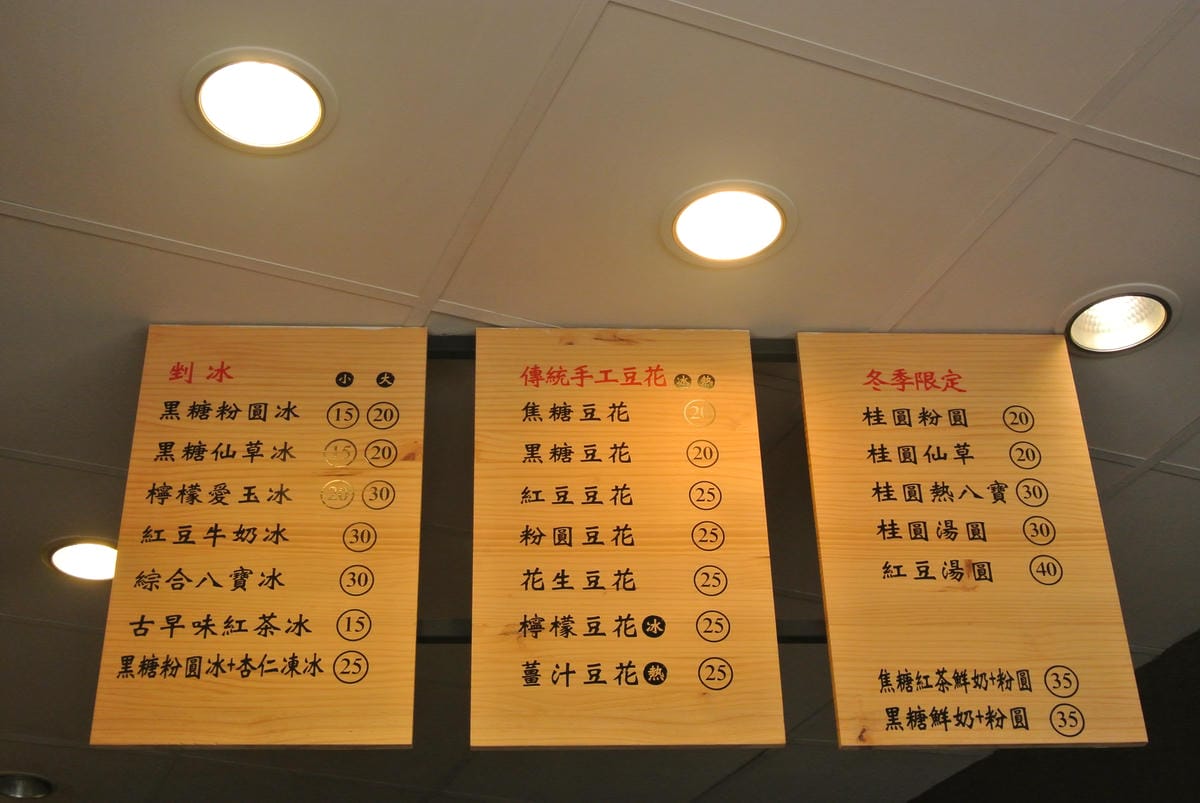 剉冰 小 大
黑糖粉圓冰 15 20
黑糖仙草冰 15 20
檸檬愛玉冰 20 30
紅豆牛奶冰 30
綜合八寶冰 30
古早味紅茶冰 15
黑糖粉圓冰+杏仁凍冰 25
傳統手工豆花 冰 熱
焦糖豆花 20
黑糖豆花 20
紅豆豆花 25
粉圓豆花 25
花生豆花 25
檸檬豆花冰 25
薑汁豆花熱 25
冬季限定
桂圓粉圓 20
桂圓仙草 20
桂圓熱八寶 30
桂圓湯圓 30
紅豆湯圓 40
焦糖紅茶鮮奶+粉圓 35
黑糖鮮奶+粉圓 35